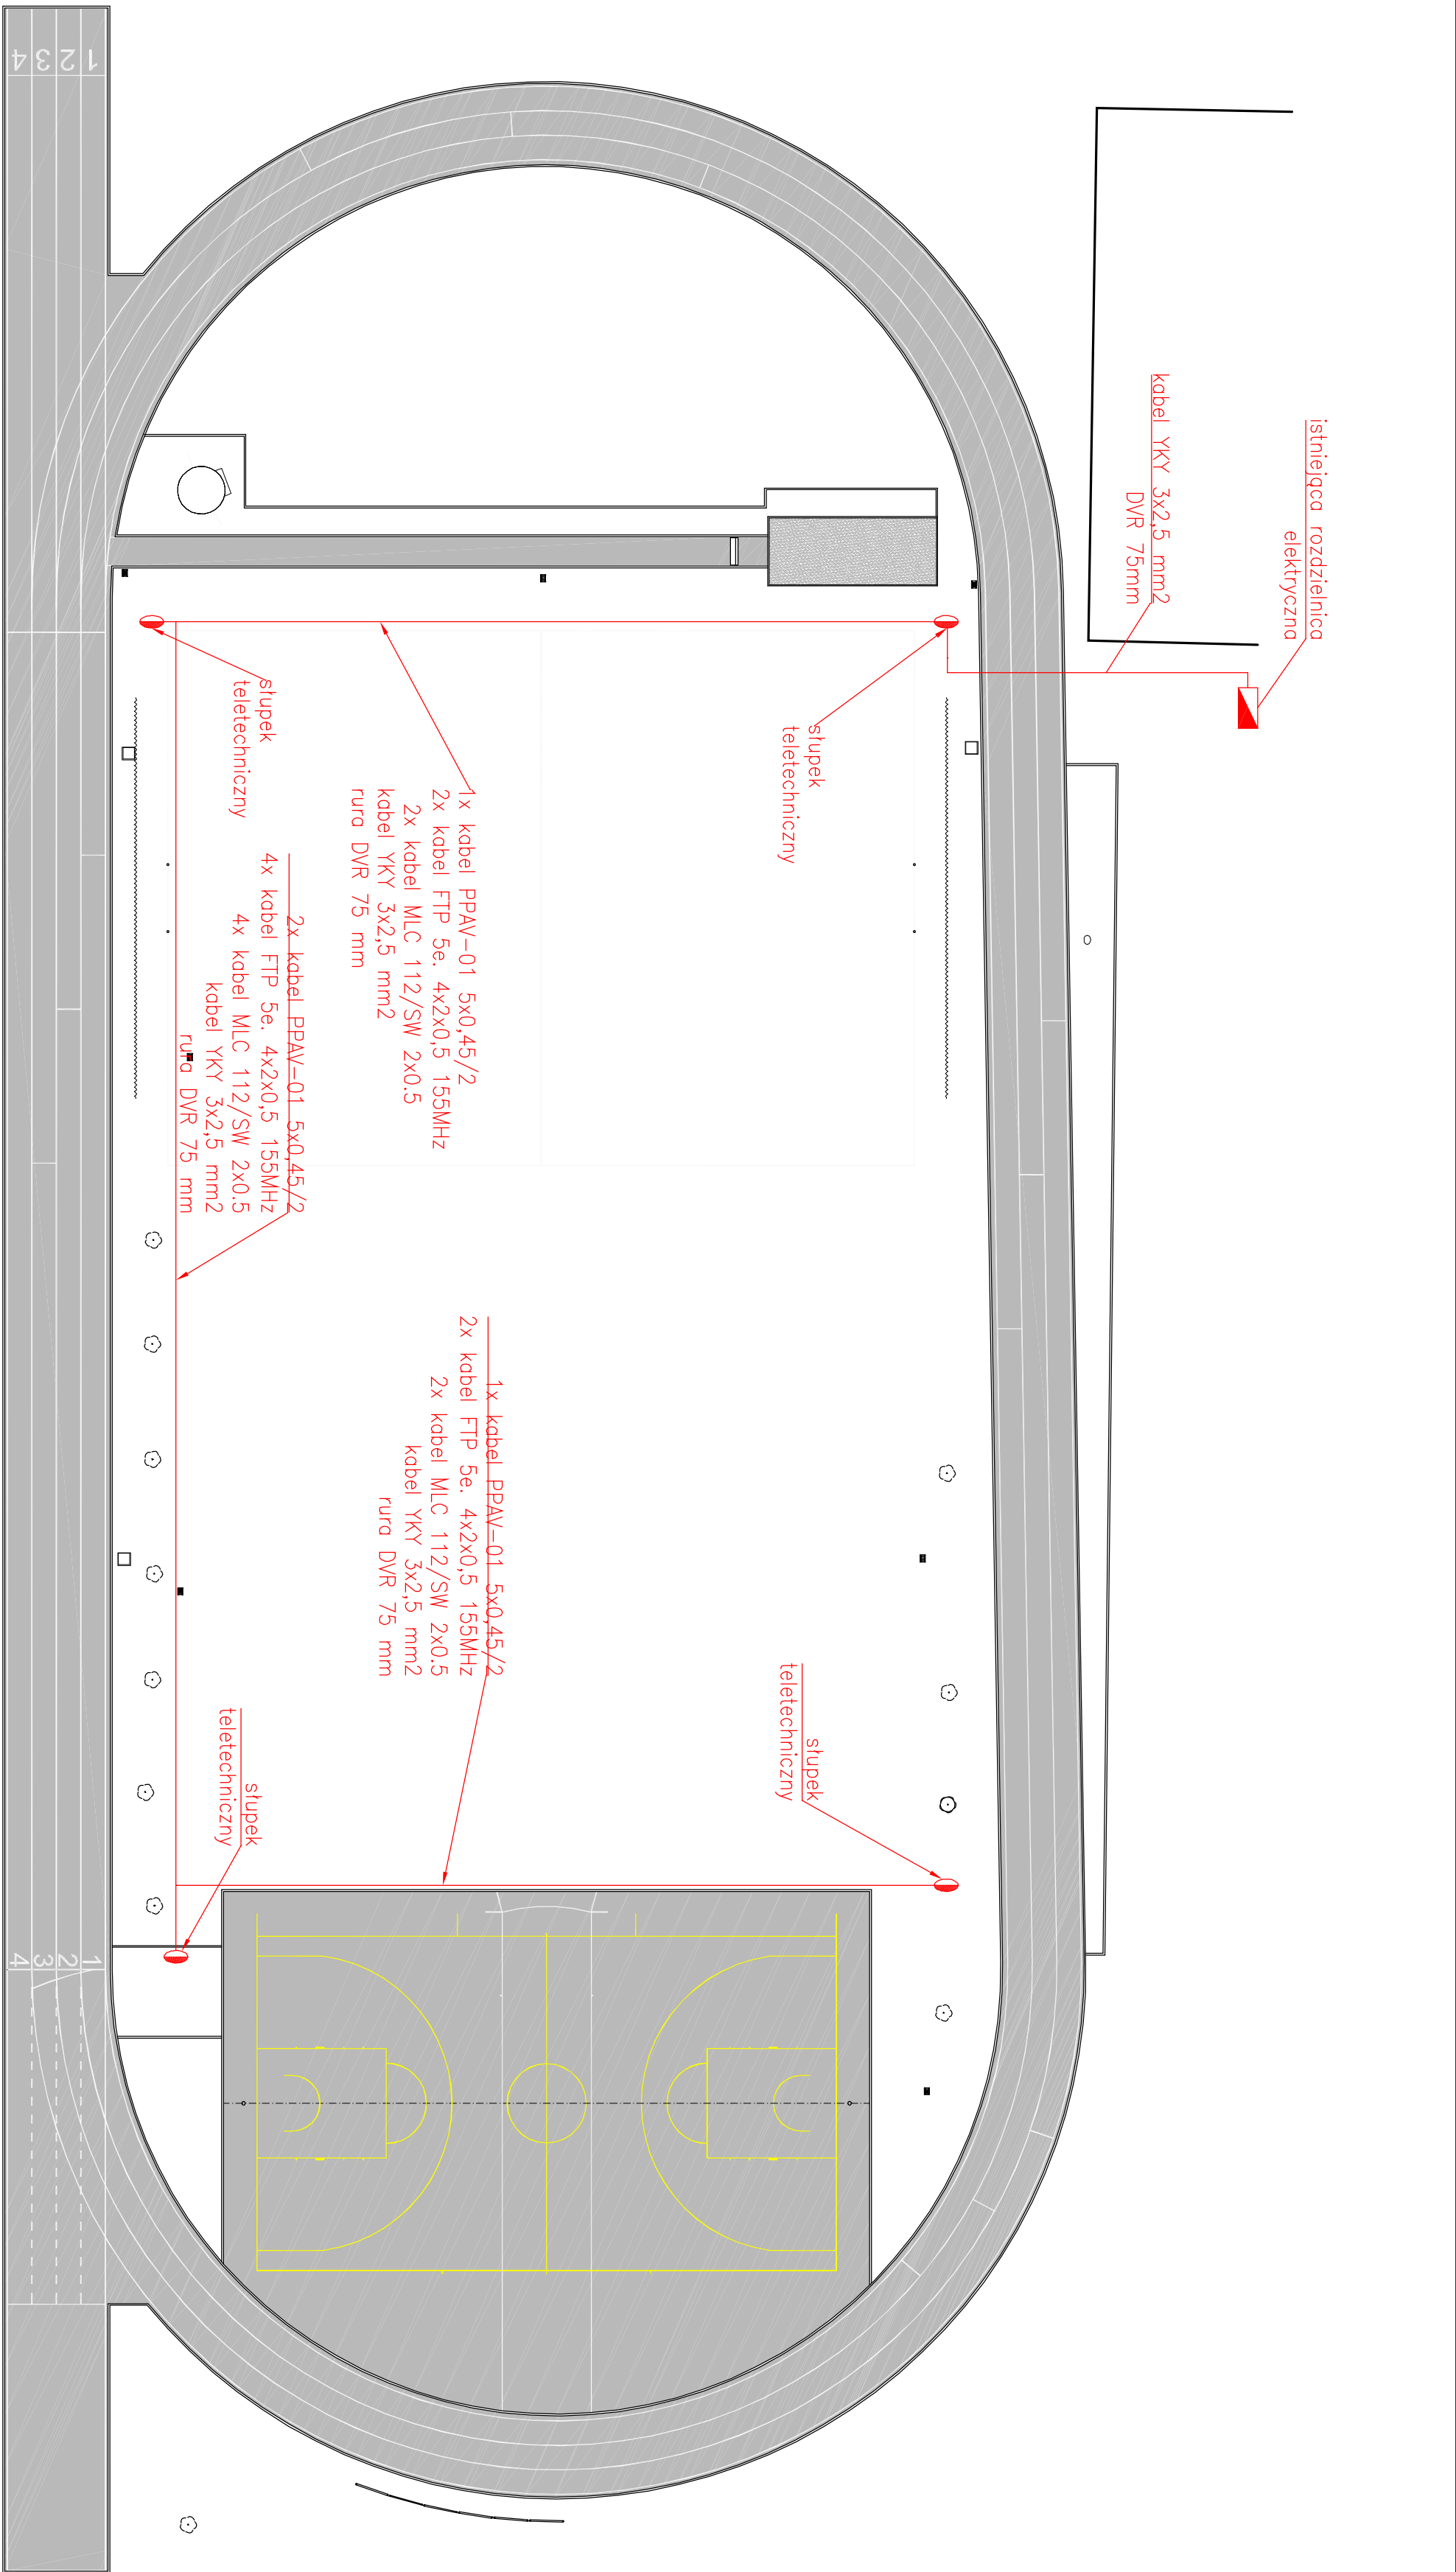 istniejąca rozdzielnica
elektryczna
kabel YKY 3x2,5 mm2
DVR 75mm
słupek
teletechniczny
1x kabel PPAV-01 5x0,45/2
2x kabel FTP 5e. 4x2x0,5 155MHz
2x kabel MLC 112/SW 2x0.5
kabel YKY 3x2,5 mm2
rura DVR 75 mm
słupek
teletechniczny
2x kabel PPAV-01 5x0,45/2
4x kabel FTP 5e. 4x2x0,5 155MHz
4x kabel MLC 112/SW 2x0.5
kabel YKY 3x2,5 mm2
rura DVR 75 mm
słupek
teletechniczny
1x kabel PPAV-01 5x0,45/2
2x kabel FTP 5e. 4x2x0,5 155MHz
2x kabel MLC 112/SW 2x0.5
kabel YKY 3x2,5 mm2
rura DVR 75 mm
słupek
teletechniczny
1 2 3 4
1 2 3 4